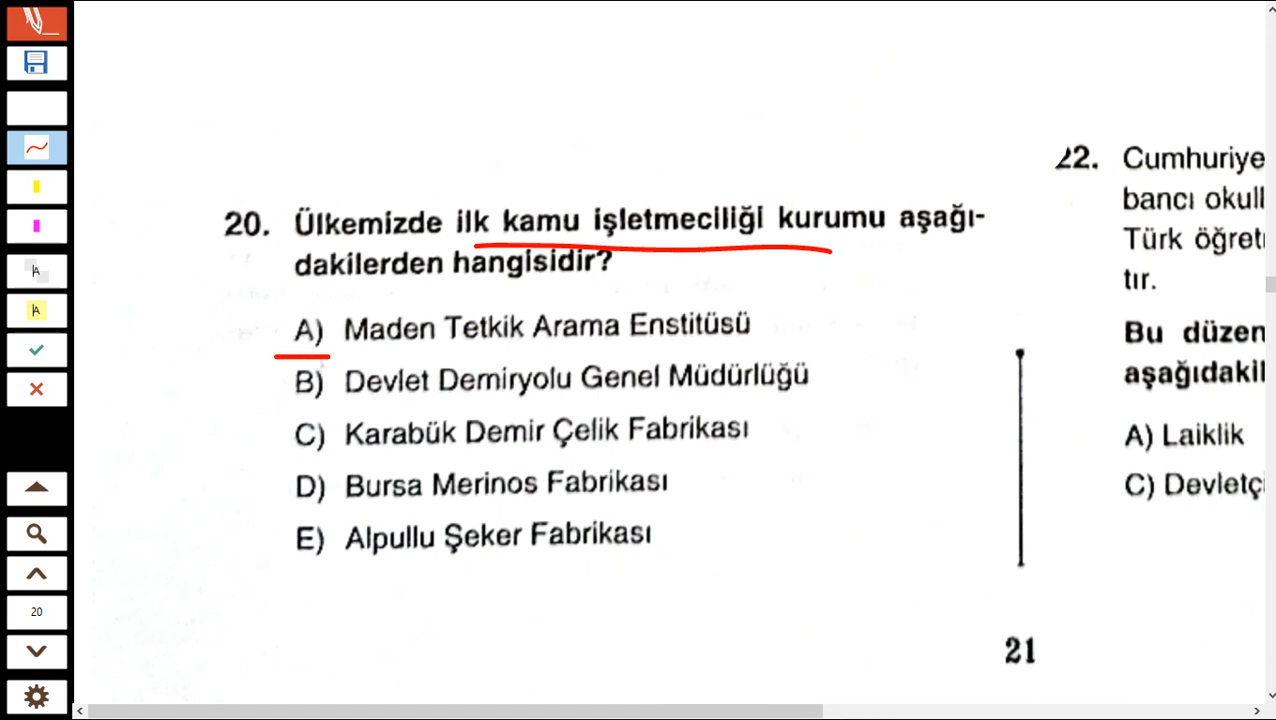 20. Ülkemizde ilk kamu işletmeciliği kurumu aşağı-
dakilerden hangisidir?
A) Maden Tetkik Arama Enstitüsü
B) Devlet Demiryolu Genel Müdürlüğü
C) Karabük Demir Çelik Fabrikası
D) Bursa Merinos Fabrikası
E) Alpullu Şeker Fabrikası
22. Cumhuriye
bancı okull
Türk öğret
tır.
Bu düzen
aşağıdakil
A) Laiklik
C) Devletçi
21
A
A
20